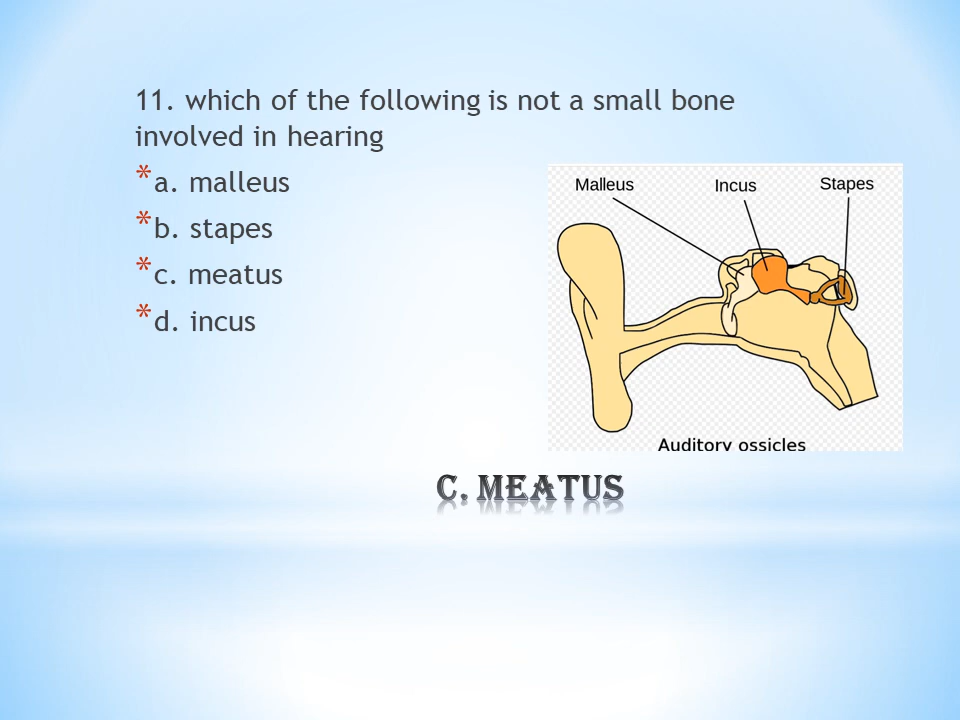 11. which of the following is not a small bone
involved in hearing
*a. malleus
*b. stapes
*c. meatus
*d. incus
Malleus Incus Stapes
Auditory ossicles
C. MEATUS